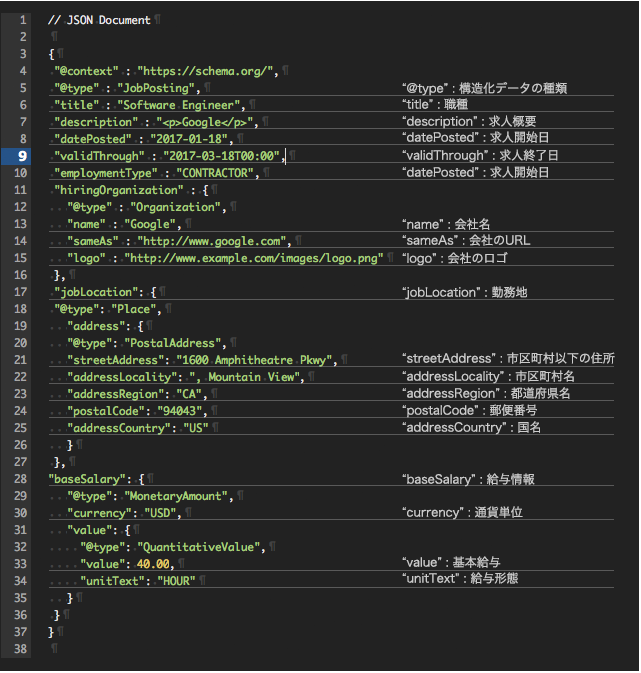 1 // JSON Document ¶
2 ¶
3 { ¶
4 "@context" : "https://schema.org/", ¶
5 "@type" : "JobPosting", ¶ “@type” : 構造化データの種類
6 "title" : "Software Engineer", ¶ “title” : 職種
7 "description" : "<p>Google</p>", ¶ “description” : 求人概要
8 "datePosted" : "2017-01-18", ¶ “datePosted” : 求人開始日
9 "validThrough" : "2017-03-18T00:00", ¶ “validThrough” : 求人終了日
10 "employmentType" : "CONTRACTOR", ¶ “datePosted” : 求人開始日
11 "hiringOrganization" : { ¶
12 "@type" : "Organization", ¶
13 "name" : "Google", ¶ “name” : 会社名
14 "sameAs" : "http://www.google.com", ¶ “sameAs” : 会社のURL
15 "logo" : "http://www.example.com/images/logo.png" ¶ “logo” : 会社のロゴ
16 }, ¶
17 "jobLocation": { ¶ “jobLocation” : 勤務地
18 "@type": "Place", ¶
19 "address": { ¶
20 "@type": "PostalAddress", ¶
21 "streetAddress": "1600 Amphitheatre Pkwy", ¶ “streetAddress” : 市区町村以下の住所
22 "addressLocality": ", Mountain View", ¶ “addressLocality” : 市区町村名
23 "addressRegion": "CA", ¶ “addressRegion” : 都道府県名
24 "postalCode": "94043", ¶ “postalCode” : 郵便番号
25 "addressCountry": "US" ¶ “addressCountry” : 国名
26 } ¶
27 }, ¶
28 "baseSalary": { ¶ “baseSalary” : 給与情報
29 "@type": "MonetaryAmount", ¶
30 "currency": "USD", ¶ “currency” : 通貨単位
31 "value": { ¶
32 "@type": "QuantitativeValue", ¶
33 "value": 40.00, ¶ “value” : 基本給与
34 "unitText": "HOUR" ¶ “unitText” : 給与形態
35 } ¶
36 } ¶
37 } ¶
38 ¶